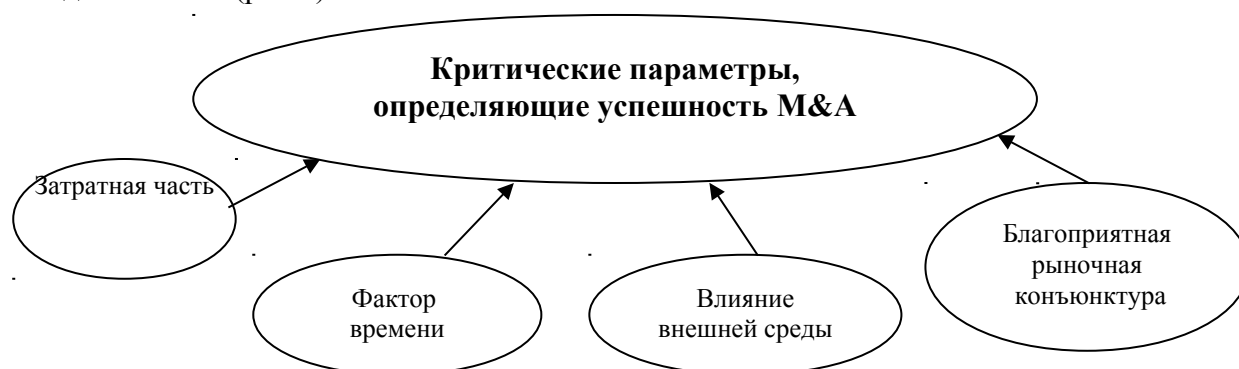 Критические параметры,
определяющие успешность M&A
Затратная часть
Фактор
времени
Влияние
внешней среды
Благоприятная
рыночная
конъюнктура